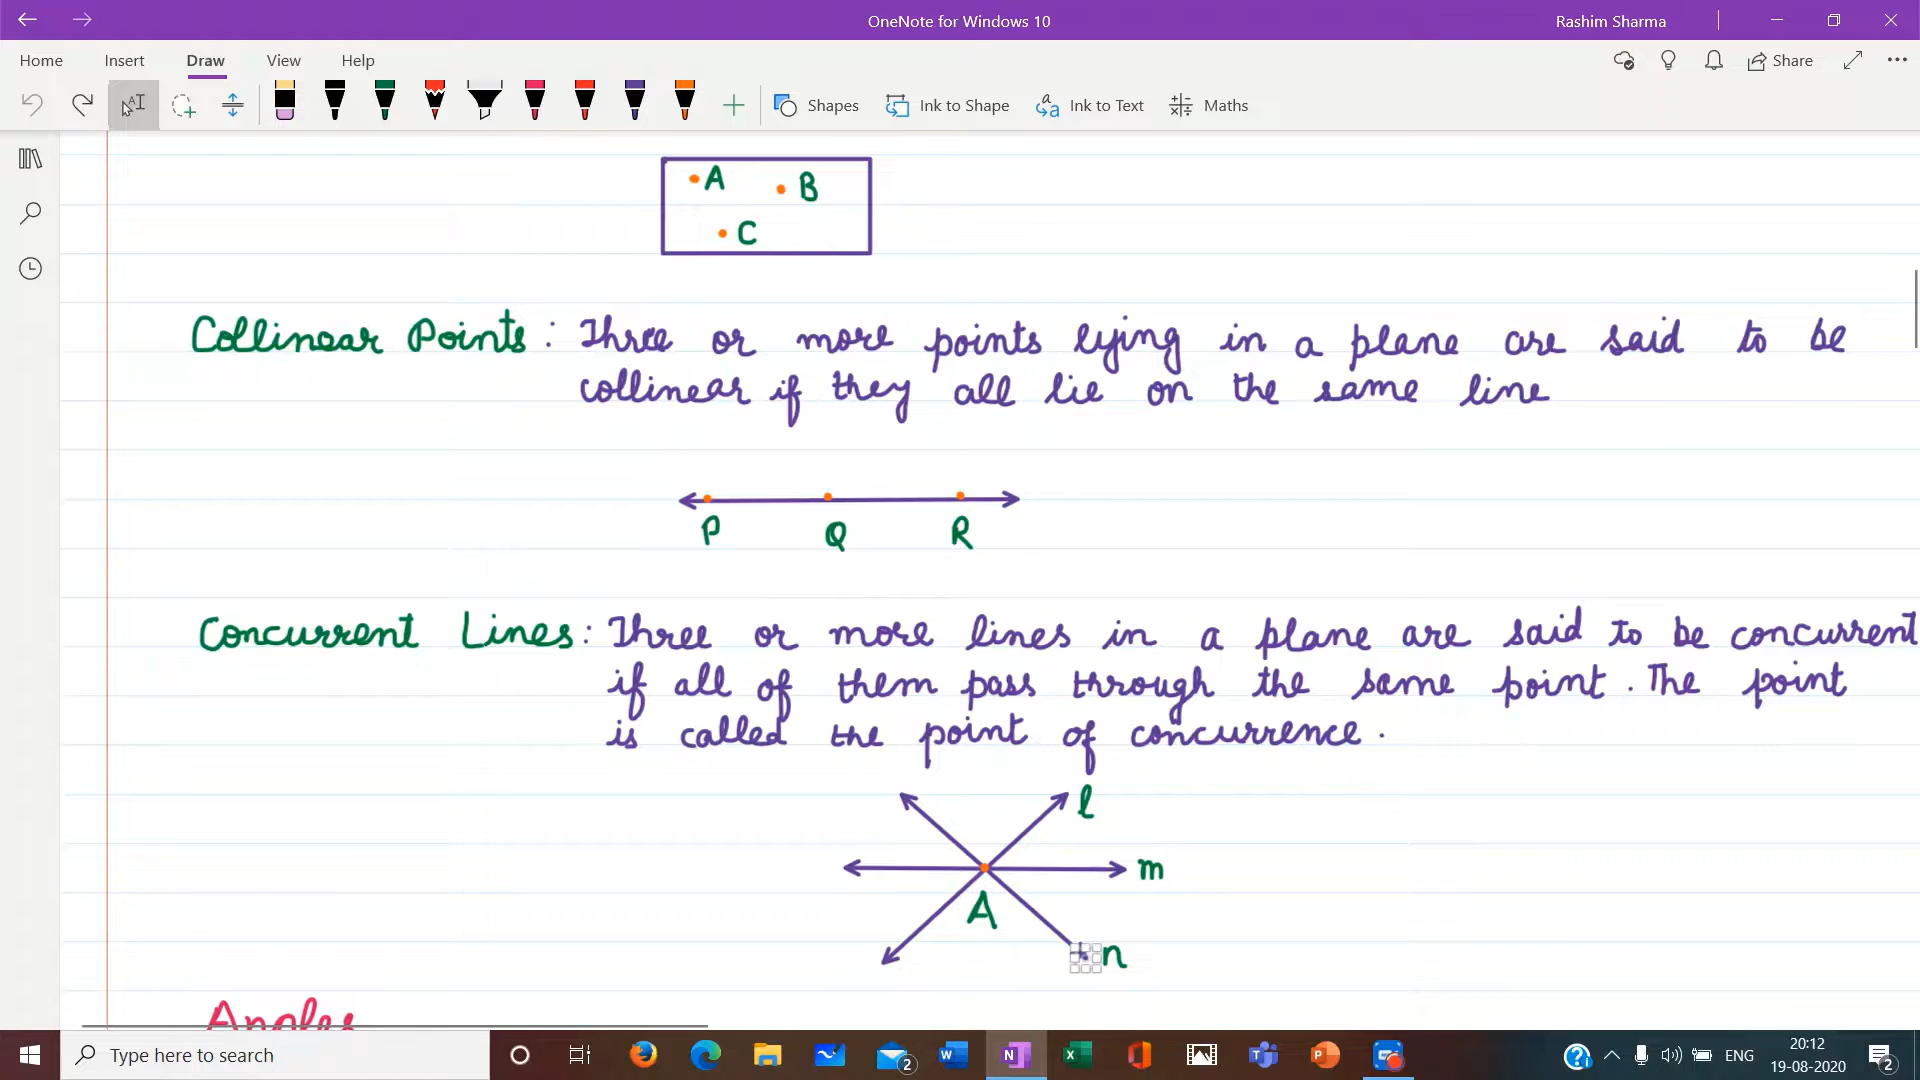 OneNote for Windows 10
Rashim Sharma
Home Insert Draw View Help
Share
Shapes Ink to Shape Ink to Text Maths
A
B
C
Collinear Points : Three or more points lying in a plane are said to be
collinear if they all lie on the same line
P Q R
Concurrent Lines : Three or more lines in a plane are said to be concurrent
if all of them pass through the same point. The point
is called the point of concurrence.
l
m
A
n
Angles
Type here to search
2
ENG
20:12
19-08-2020
2